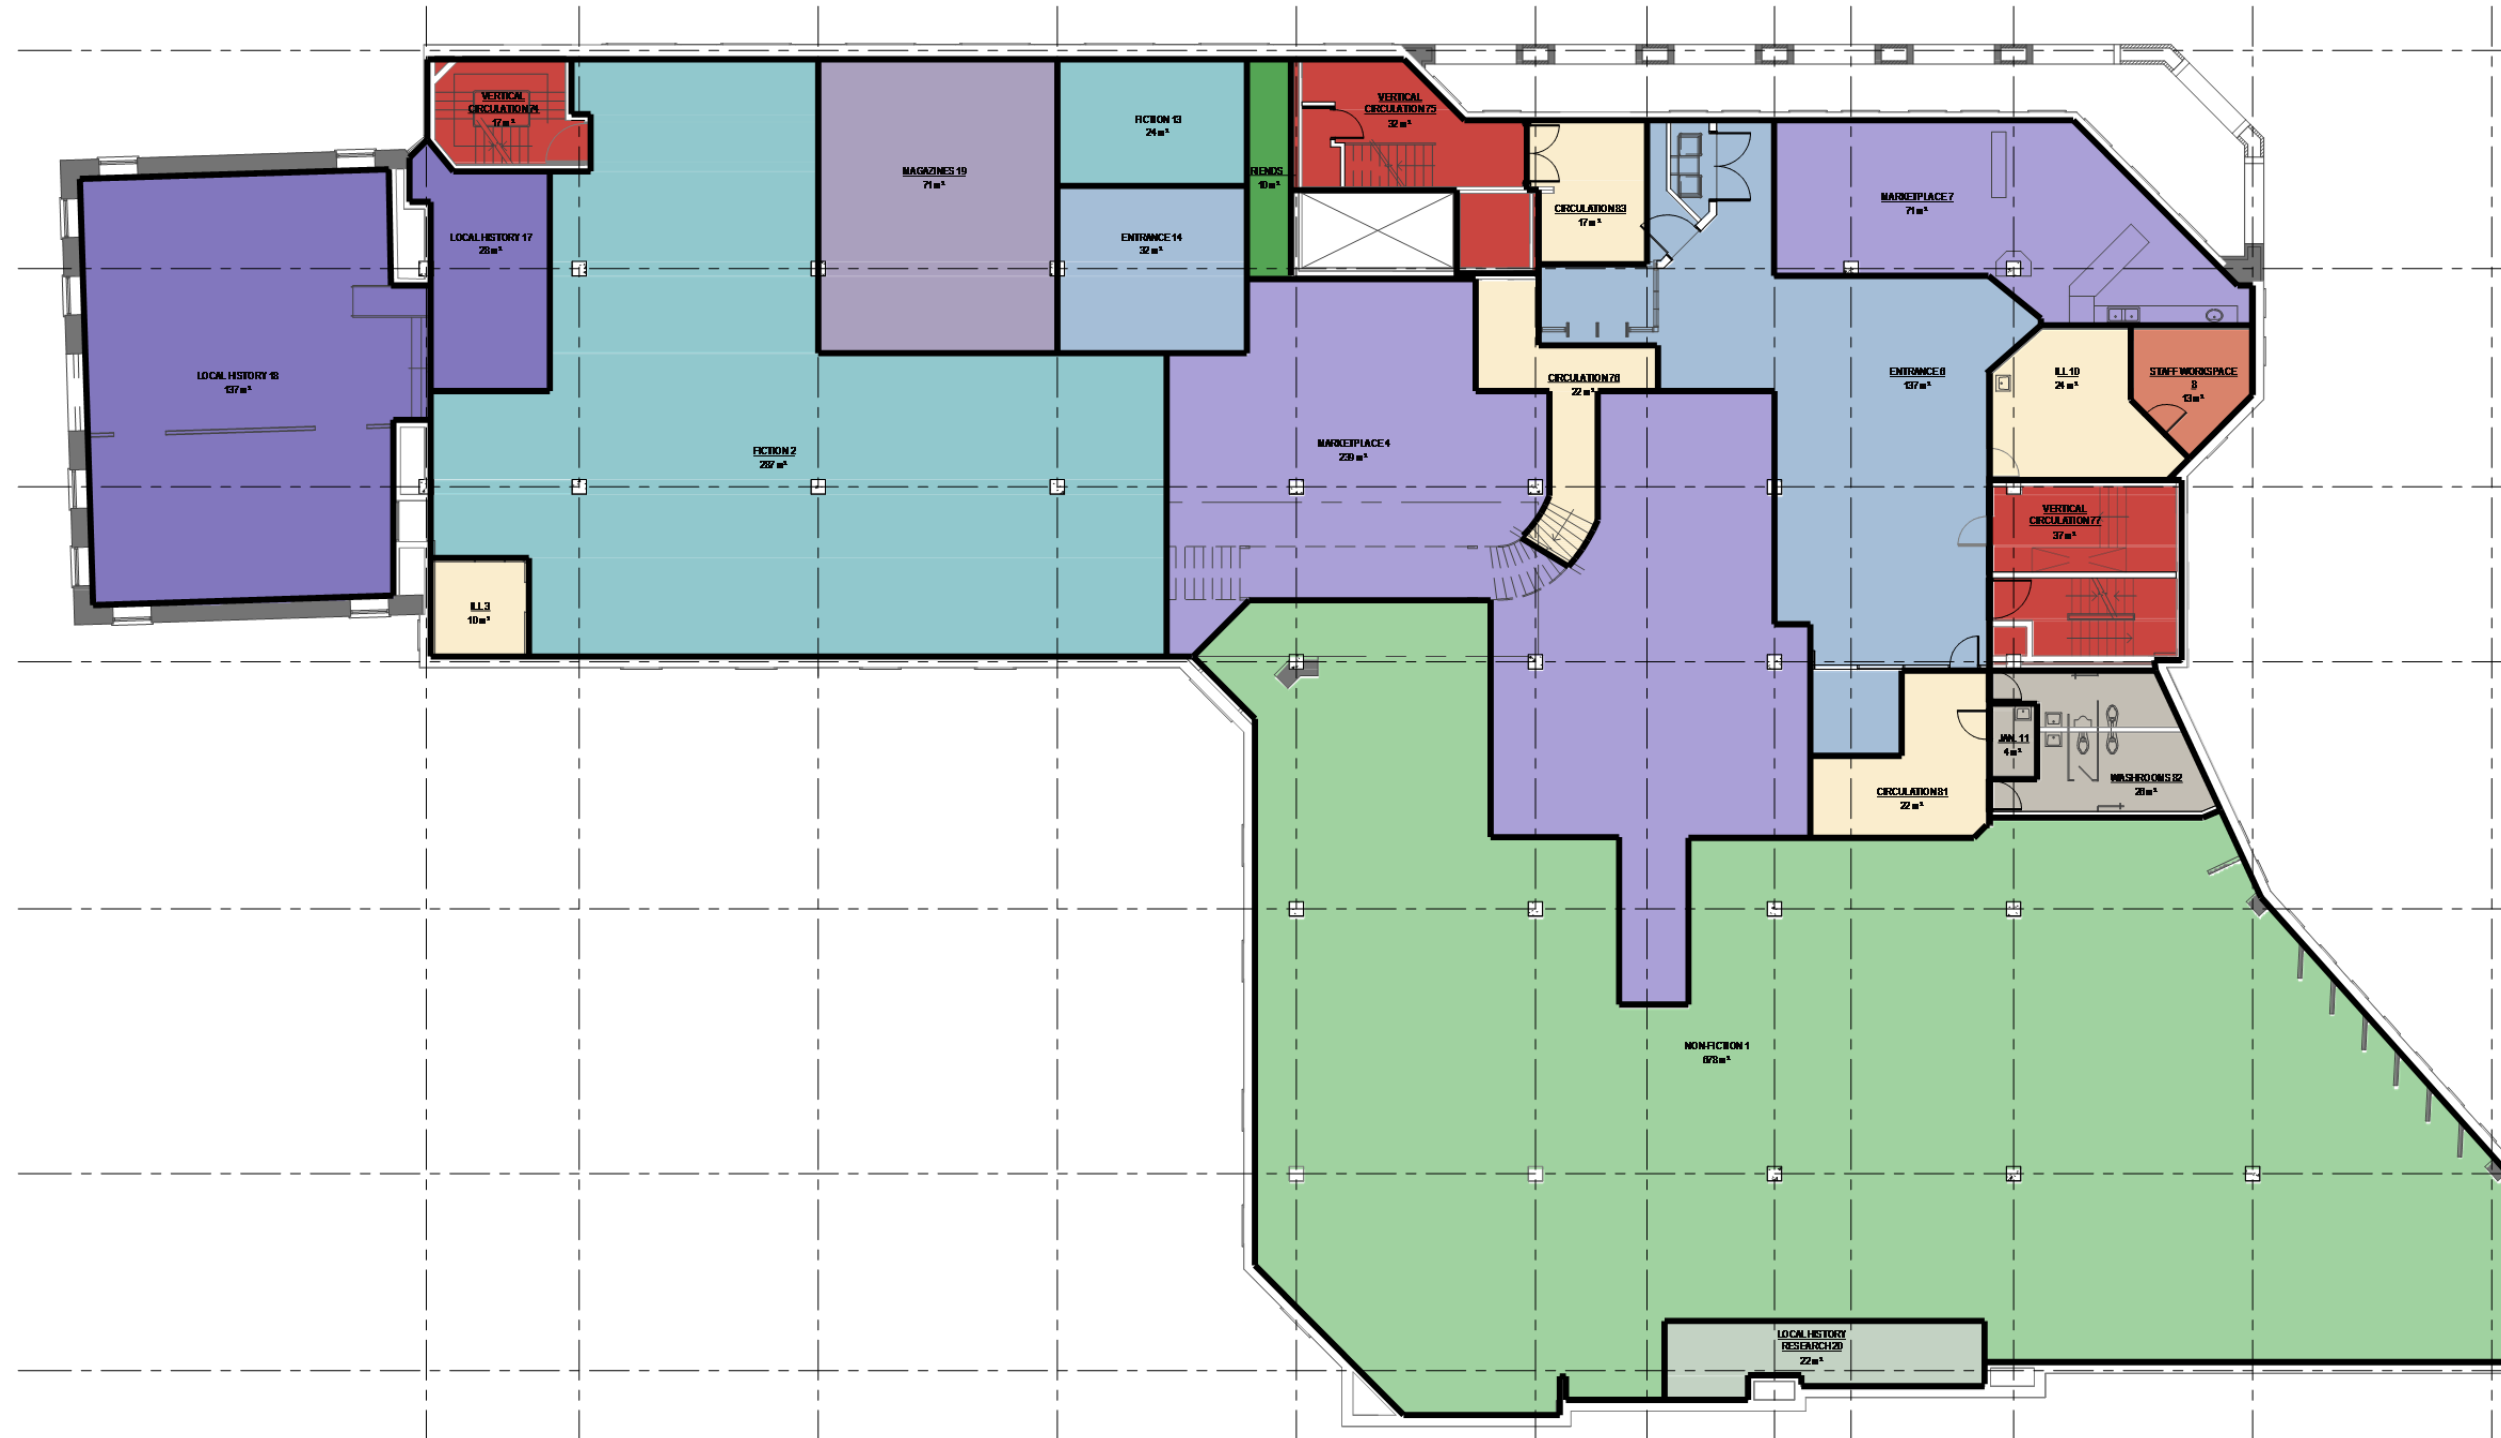 VERTICAL
CIRCULATION 74
17 m²
VERTICAL
CIRCULATION 75
32 m²
FICTION 13
24 m²
MAGAZINES 19
71 m²
RIENDS
10 m²
MARKETPLACE 7
71 m²
CIRCULATION 83
17 m²
LOCAL HISTORY 17
28 m²
ENTRANCE 14
32 m²
LOCAL HISTORY 18
137 m²
CIRCULATION 76
22 m²
ENTRANCE 6
137 m²
ILL 10
24 m²
STAFF WORKSPACE
8
13 m²
FICTION 2
287 m²
MARKETPLACE 4
239 m²
VERTICAL
CIRCULATION 77
37 m²
ILL 3
10 m²
JAN. 11
4 m²
WASHROOMS 82
26 m²
CIRCULATION 81
22 m²
NON-FICTION 1
678 m²
LOCAL HISTORY
RESEARCH 20
22 m²